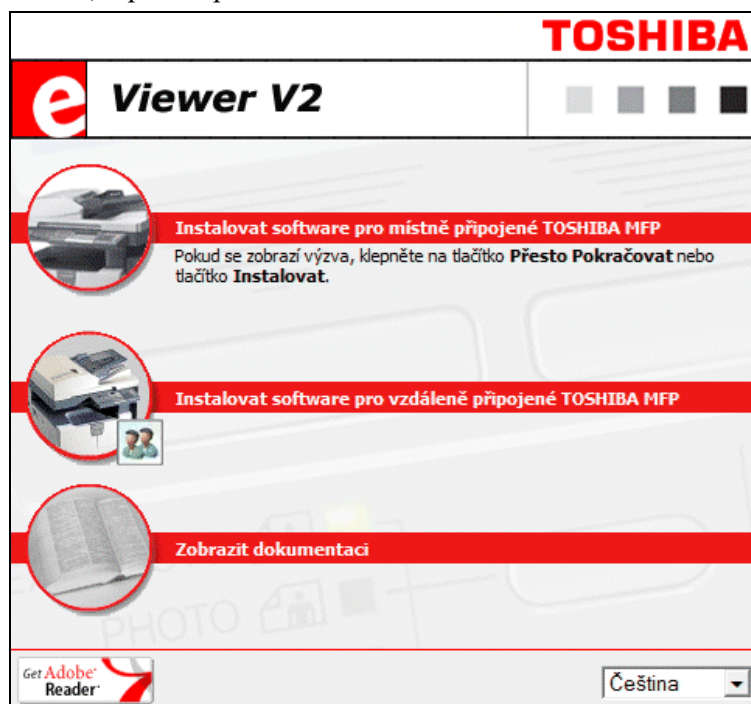 TOSHIBA
e Viewer V2
Instalovat software pro místně připojené TOSHIBA MFP
Pokud se zobrazí výzva, klepněte na tlačítko Přesto Pokračovat nebo
tlačítko Instalovat.
Instalovat software pro vzdáleně připojené TOSHIBA MFP
Zobrazit dokumentaci
PHOTO
Get Adobe
Reader
Čeština